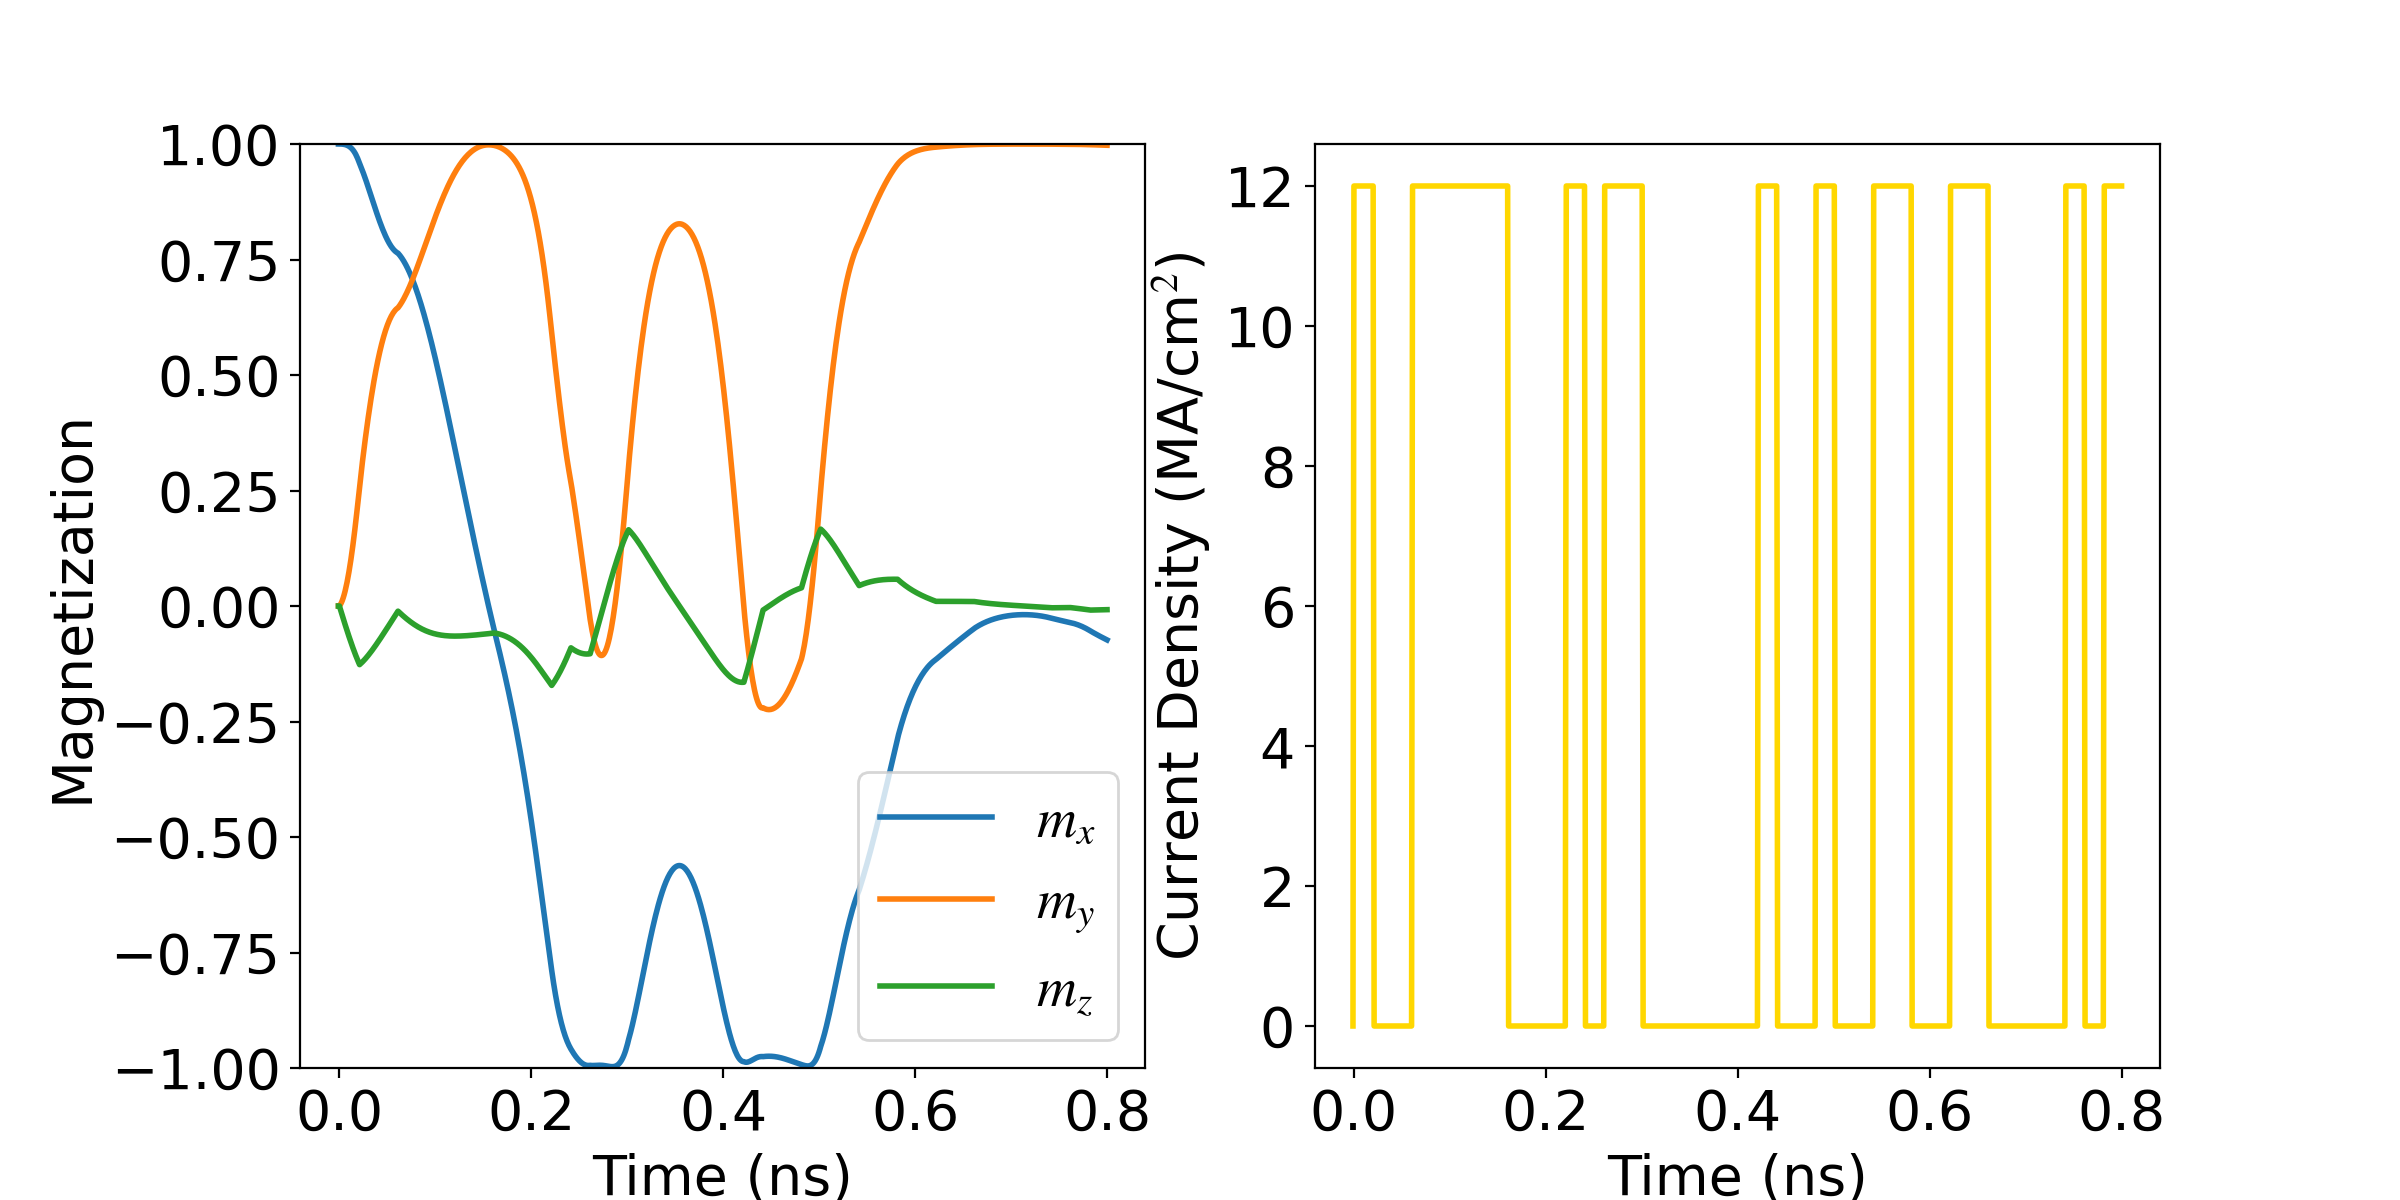 1.00
0.75
0.50
0.25
0.00
−0.25
−0.50
−0.75
−1.00
Magnetization
0.0 0.2 0.4 0.6 0.8
Time (ns)
m_x
m_y
m_z
12
10
8
6
4
2
0
Current Density (MA/cm²)
0.0 0.2 0.4 0.6 0.8
Time (ns)